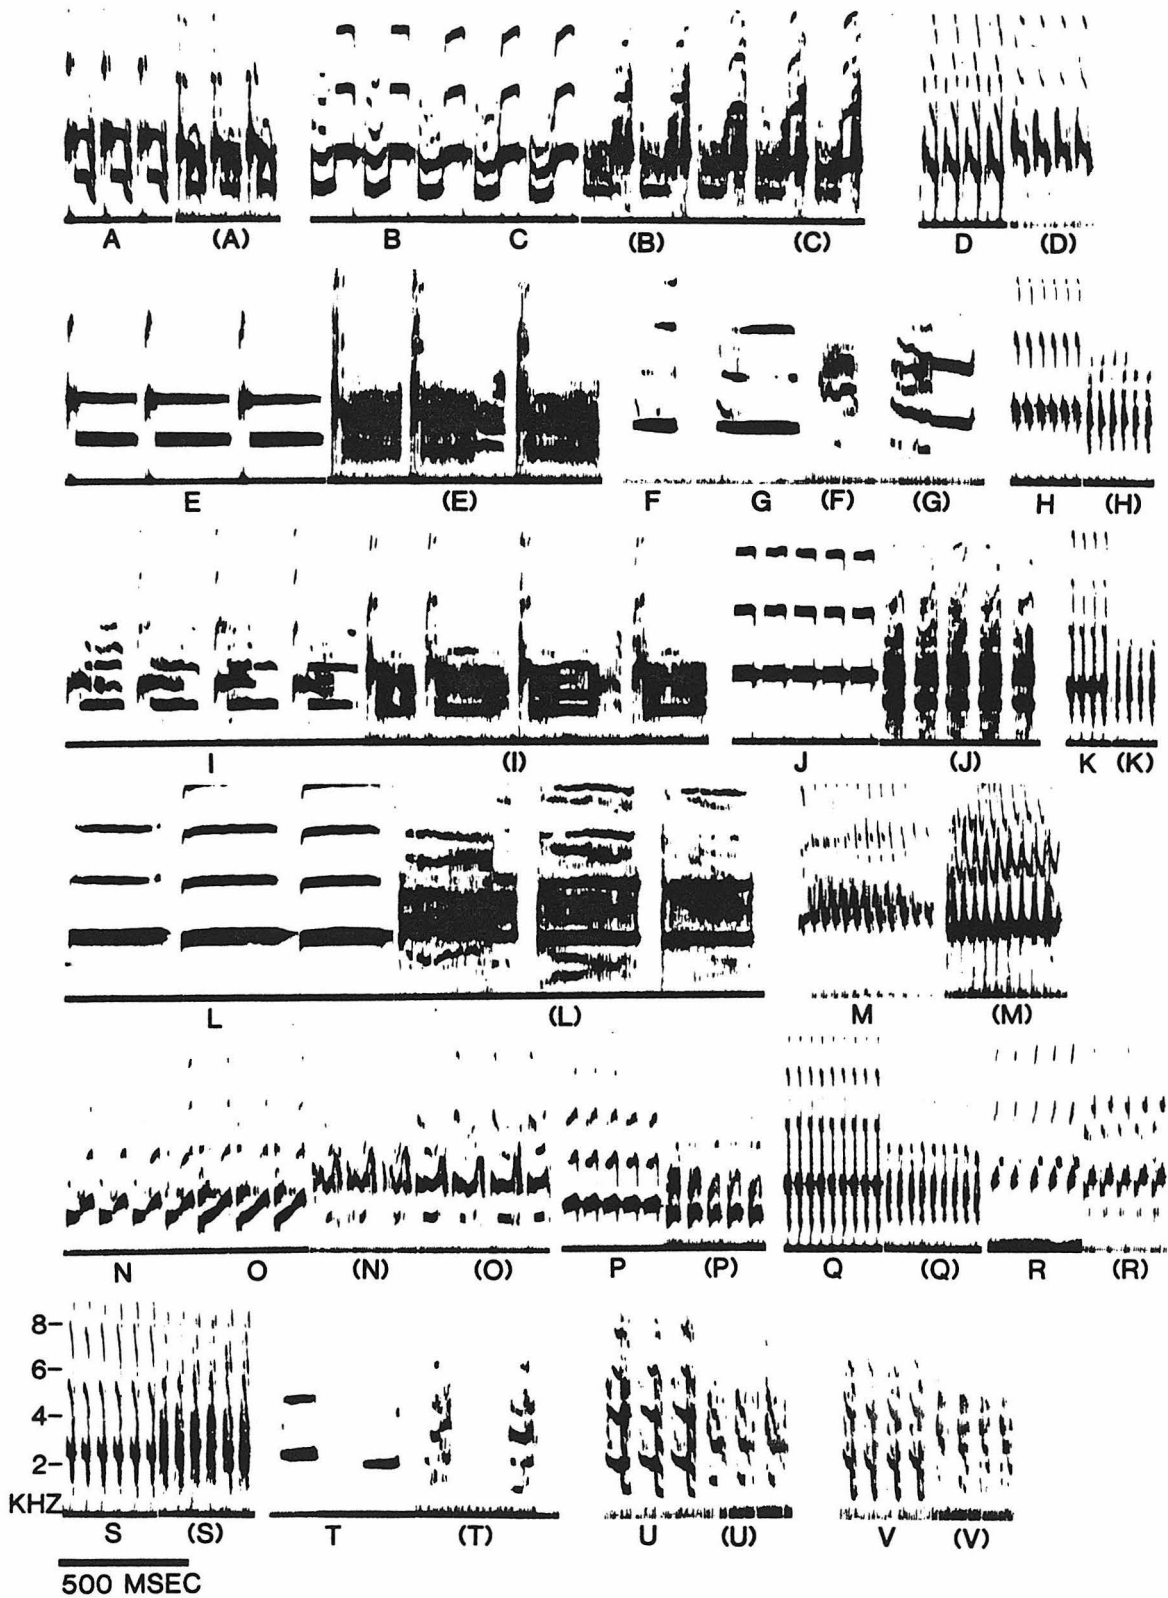 A (A) B C (B) (C) D (D)
E (E) F G (F) (G) H (H)
I (I) J (J) K (K)
L (L) M (M)
N O (N) (O) P (P) Q (Q) R (R)
8-
6-
4-
2-
KHZ
S (S) T (T) U (U) V (V)
500 MSEC